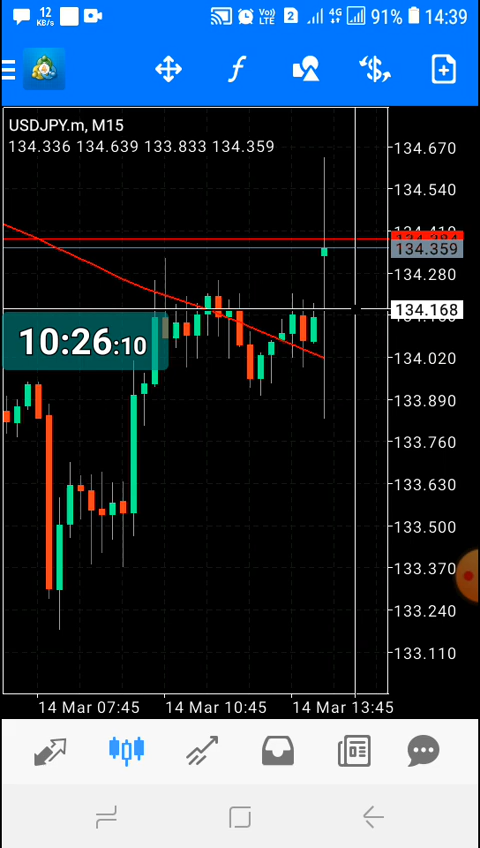 12
KB/s
Vo))
LTE
2
4G
91%
14:39
f
USDJPY.m, M15
134.336 134.639 133.833 134.359
134.670
134.540
134.359
134.280
134.168
10:26:10
134.020
133.890
133.760
133.630
133.500
133.370
133.240
133.110
14 Mar 07:45
14 Mar 10:45
14 Mar 13:45